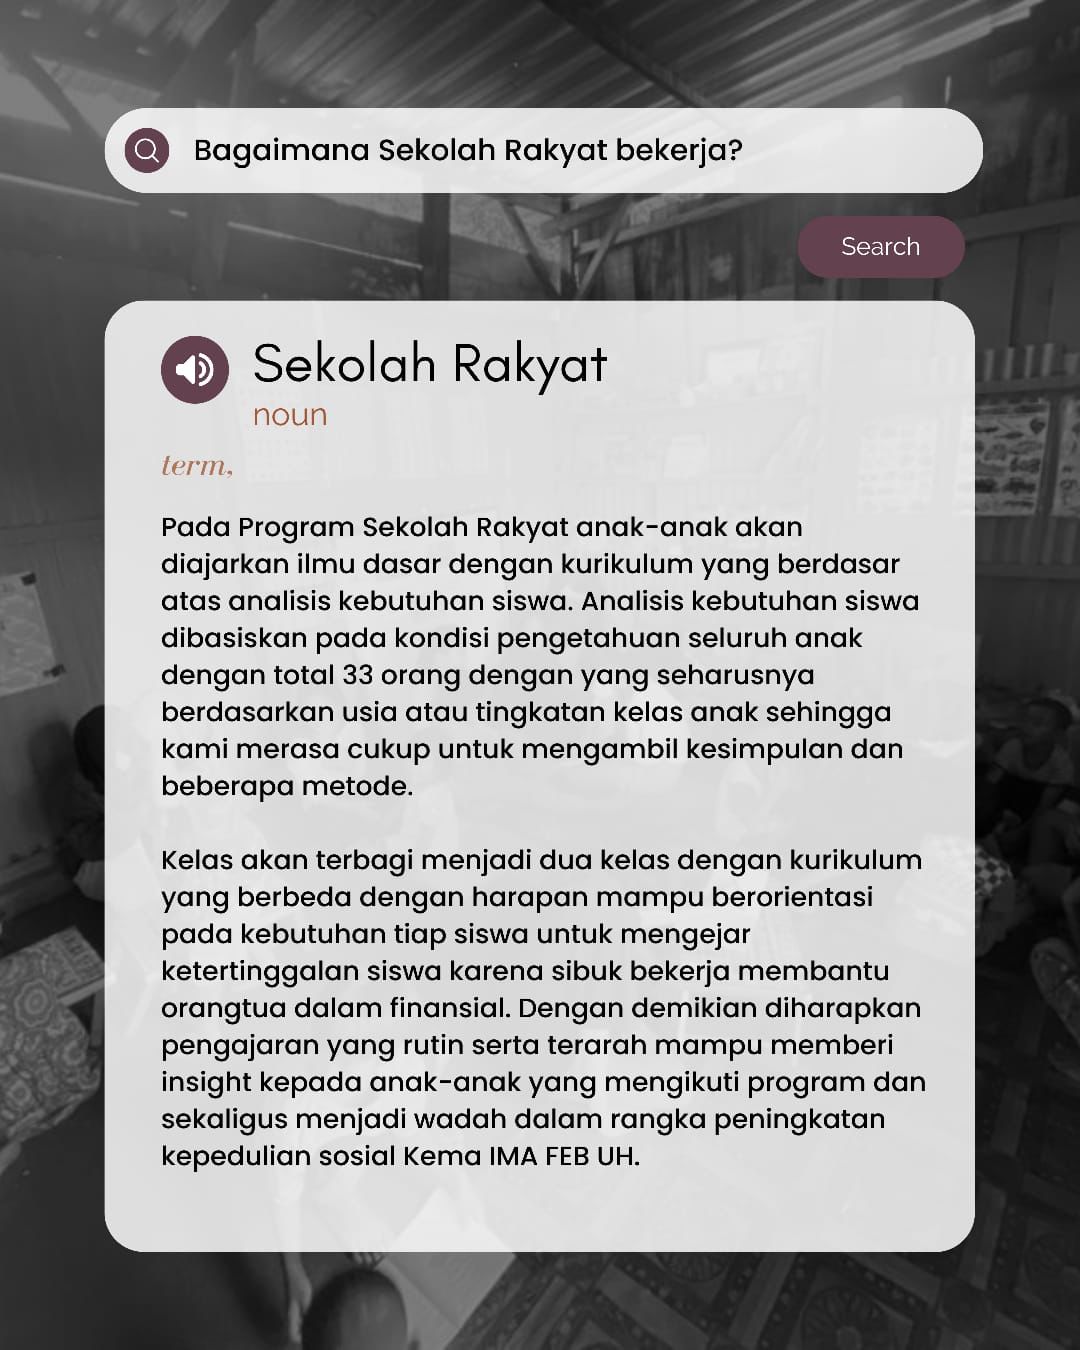 Bagaimana Sekolah Rakyat bekerja?
Search
Sekolah Rakyat
noun
term,
Pada Program Sekolah Rakyat anak-anak akan
diajarkan ilmu dasar dengan kurikulum yang berdasar
atas analisis kebutuhan siswa. Analisis kebutuhan siswa
dibasiskan pada kondisi pengetahuan seluruh anak
dengan total 33 orang dengan yang seharusnya
berdasarkan usia atau tingkatan kelas anak sehingga
kami merasa cukup untuk mengambil kesimpulan dan
beberapa metode.
Kelas akan terbagi menjadi dua kelas dengan kurikulum
yang berbeda dengan harapan mampu berorientasi
pada kebutuhan tiap siswa untuk mengejar
ketertinggalan siswa karena sibuk bekerja membantu
orangtua dalam finansial. Dengan demikian diharapkan
pengajaran yang rutin serta terarah mampu memberi
insight kepada anak-anak yang mengikuti program dan
sekaligus menjadi wadah dalam rangka peningkatan
kepedulian sosial Kema IMA FEB UH.